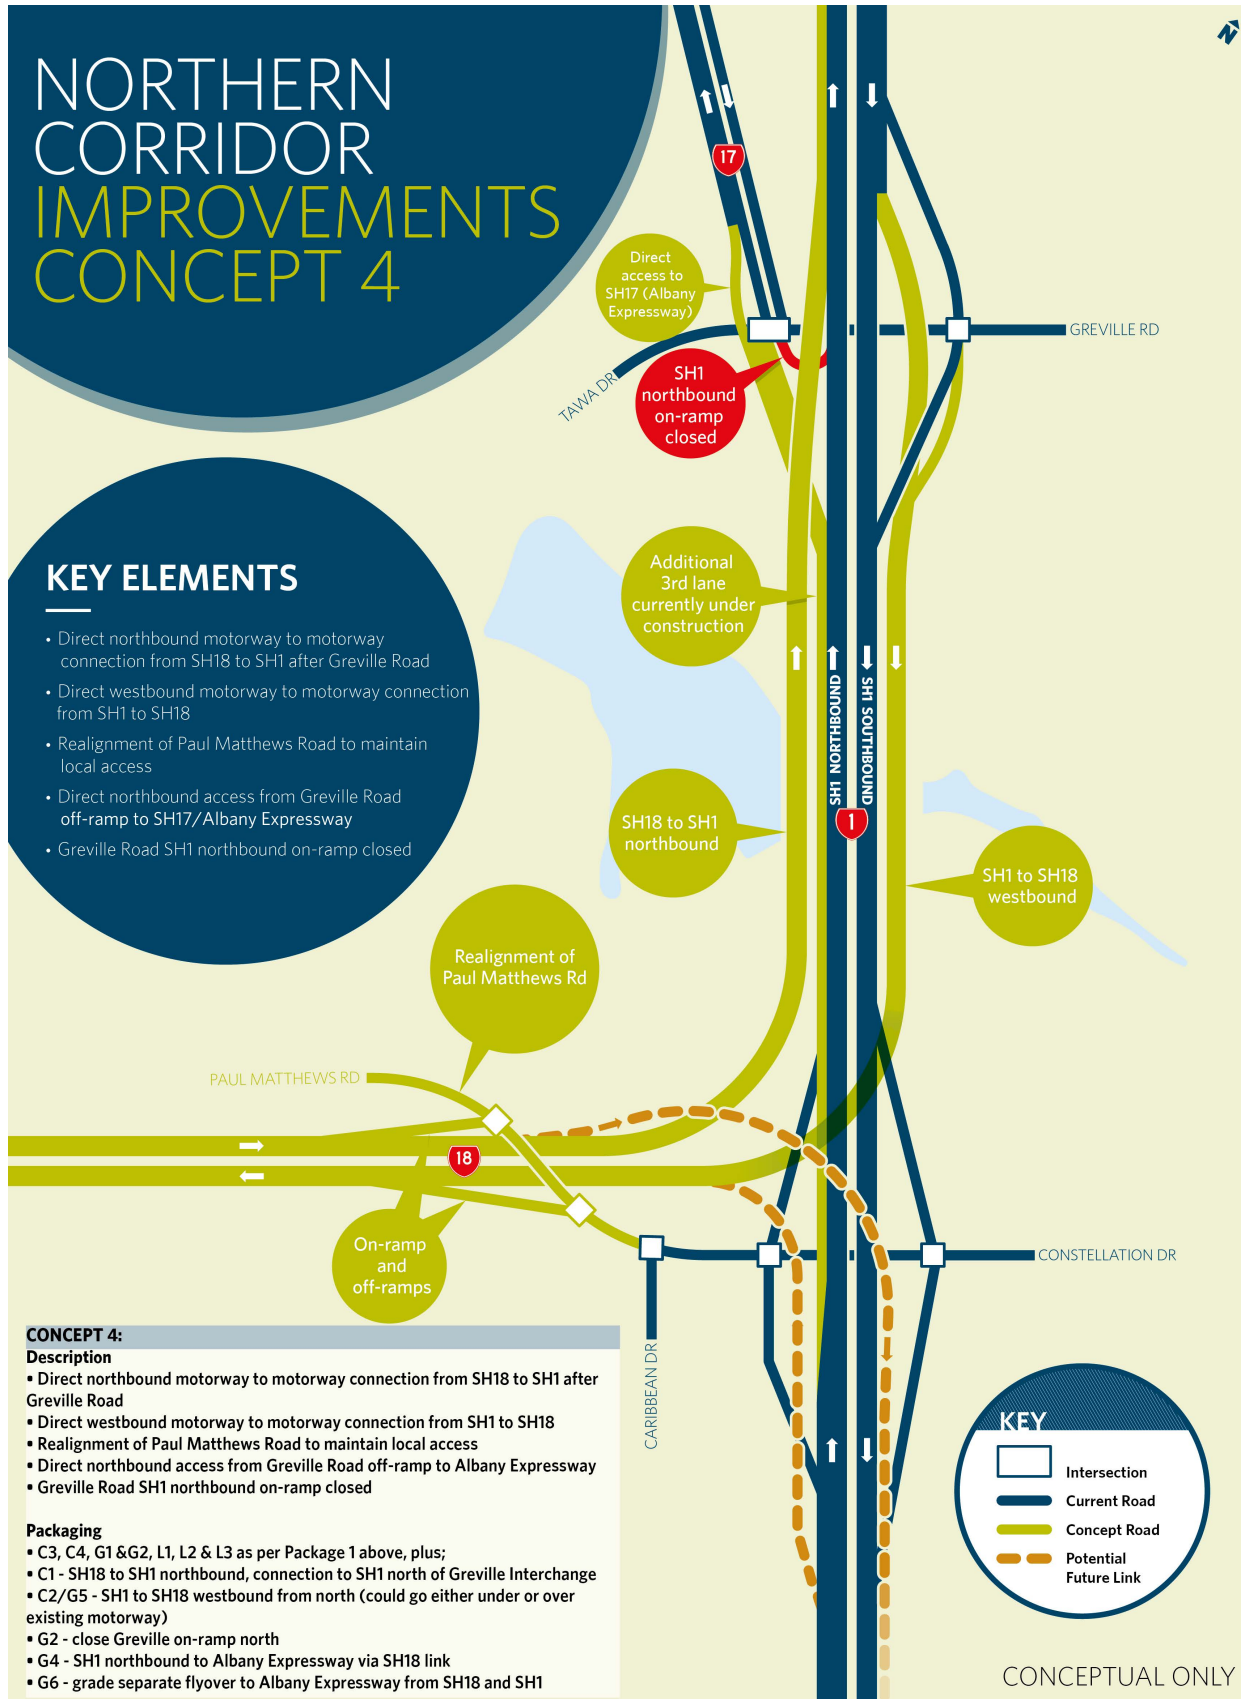 NORTHERN
CORRIDOR
IMPROVEMENTS
CONCEPT 4
N
17
Direct
access to
SH17 (Albany
Expressway)
GREVILLE RD
TAWA DR
SH1
northbound
on-ramp
closed
KEY ELEMENTS
• Direct northbound motorway to motorway
connection from SH18 to SH1 after Greville Road
• Direct westbound motorway to motorway connection
from SH1 to SH18
• Realignment of Paul Matthews Road to maintain
local access
• Direct northbound access from Greville Road
off-ramp to SH17/Albany Expressway
• Greville Road SH1 northbound on-ramp closed
Additional
3rd lane
currently under
construction
SH1 NORTHBOUND
SH1 SOUTHBOUND
1
SH18 to SH1
northbound
SH1 to SH18
westbound
Realignment of
Paul Matthews Rd
PAUL MATTHEWS RD
18
On-ramp
and
off-ramps
CONSTELLATION DR
CARIBBEAN DR
CONCEPT 4:
Description
▪ Direct northbound motorway to motorway connection from SH18 to SH1 after
Greville Road
▪ Direct westbound motorway to motorway connection from SH1 to SH18
▪ Realignment of Paul Matthews Road to maintain local access
▪ Direct northbound access from Greville Road off-ramp to Albany Expressway
▪ Greville Road SH1 northbound on-ramp closed
Packaging
▪ C3, C4, G1 &G2, L1, L2 & L3 as per Package 1 above, plus;
▪ C1 - SH18 to SH1 northbound, connection to SH1 north of Greville Interchange
▪ C2/G5 - SH1 to SH18 westbound from north (could go either under or over
existing motorway)
▪ G2 - close Greville on-ramp north
▪ G4 - SH1 northbound to Albany Expressway via SH18 link
▪ G6 - grade separate flyover to Albany Expressway from SH18 and SH1
KEY
Intersection
Current Road
Concept Road
Potential
Future Link
CONCEPTUAL ONLY